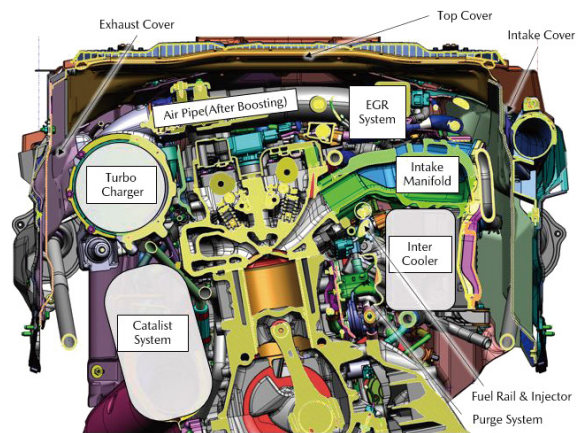 Top Cover
Exhaust Cover
Intake Cover
Air Pipe(After Boosting)
EGR
System
Turbo
Charger
Intake
Manifold
Inter
Cooler
Catalist
System
Fuel Rail & Injector
Purge System